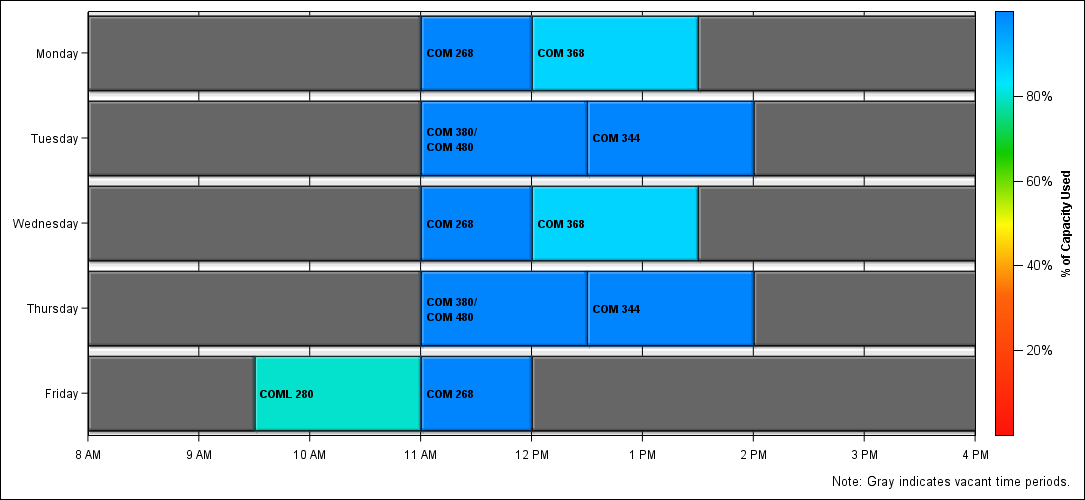 Monday
COM 268
COM 368
Tuesday
COM 380/
COM 480
COM 344
Wednesday
COM 268
COM 368
Thursday
COM 380/
COM 480
COM 344
Friday
COML 280
COM 268
8 AM
9 AM
10 AM
11 AM
12 PM
1 PM
2 PM
3 PM
4 PM
80%
60%
40%
20%
% of Capacity Used
Note: Gray indicates vacant time periods.